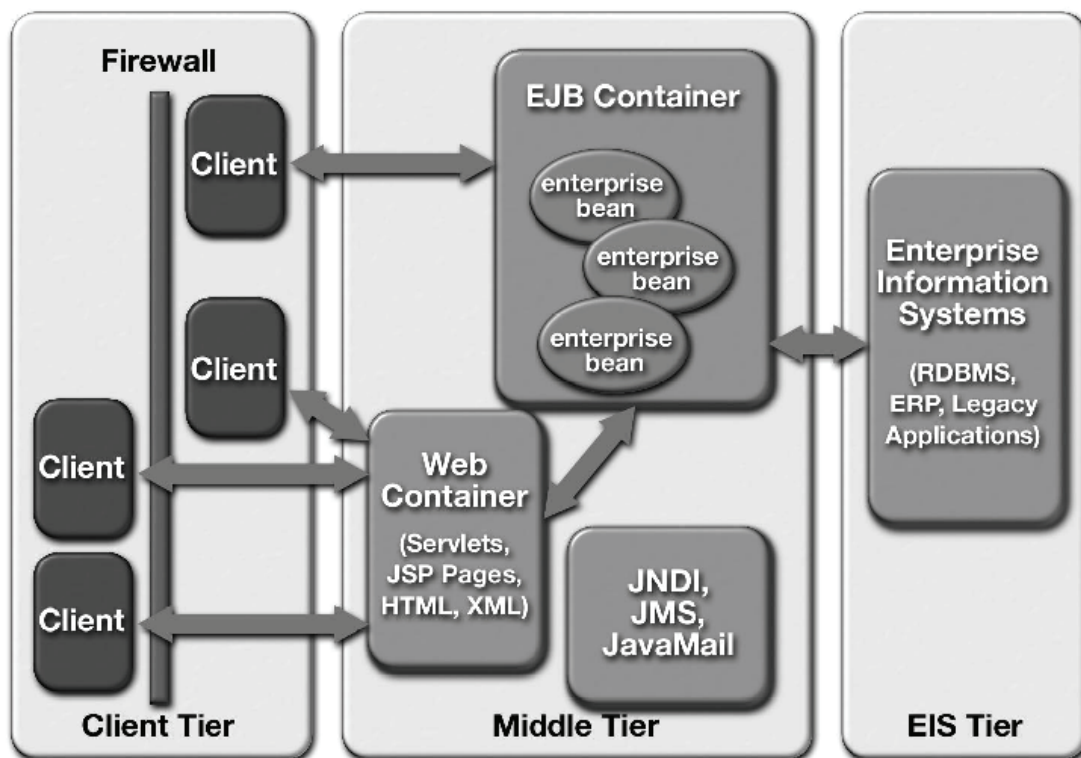 Firewall
Client
Client
Client
Client
Client Tier
EJB Container
enterprise
bean
enterprise
bean
enterprise
bean
Web
Container
(Servlets,
JSP Pages,
HTML, XML)
JNDI,
JMS,
JavaMail
Middle Tier
Enterprise
Information
Systems
(RDBMS,
ERP, Legacy
Applications)
EIS Tier